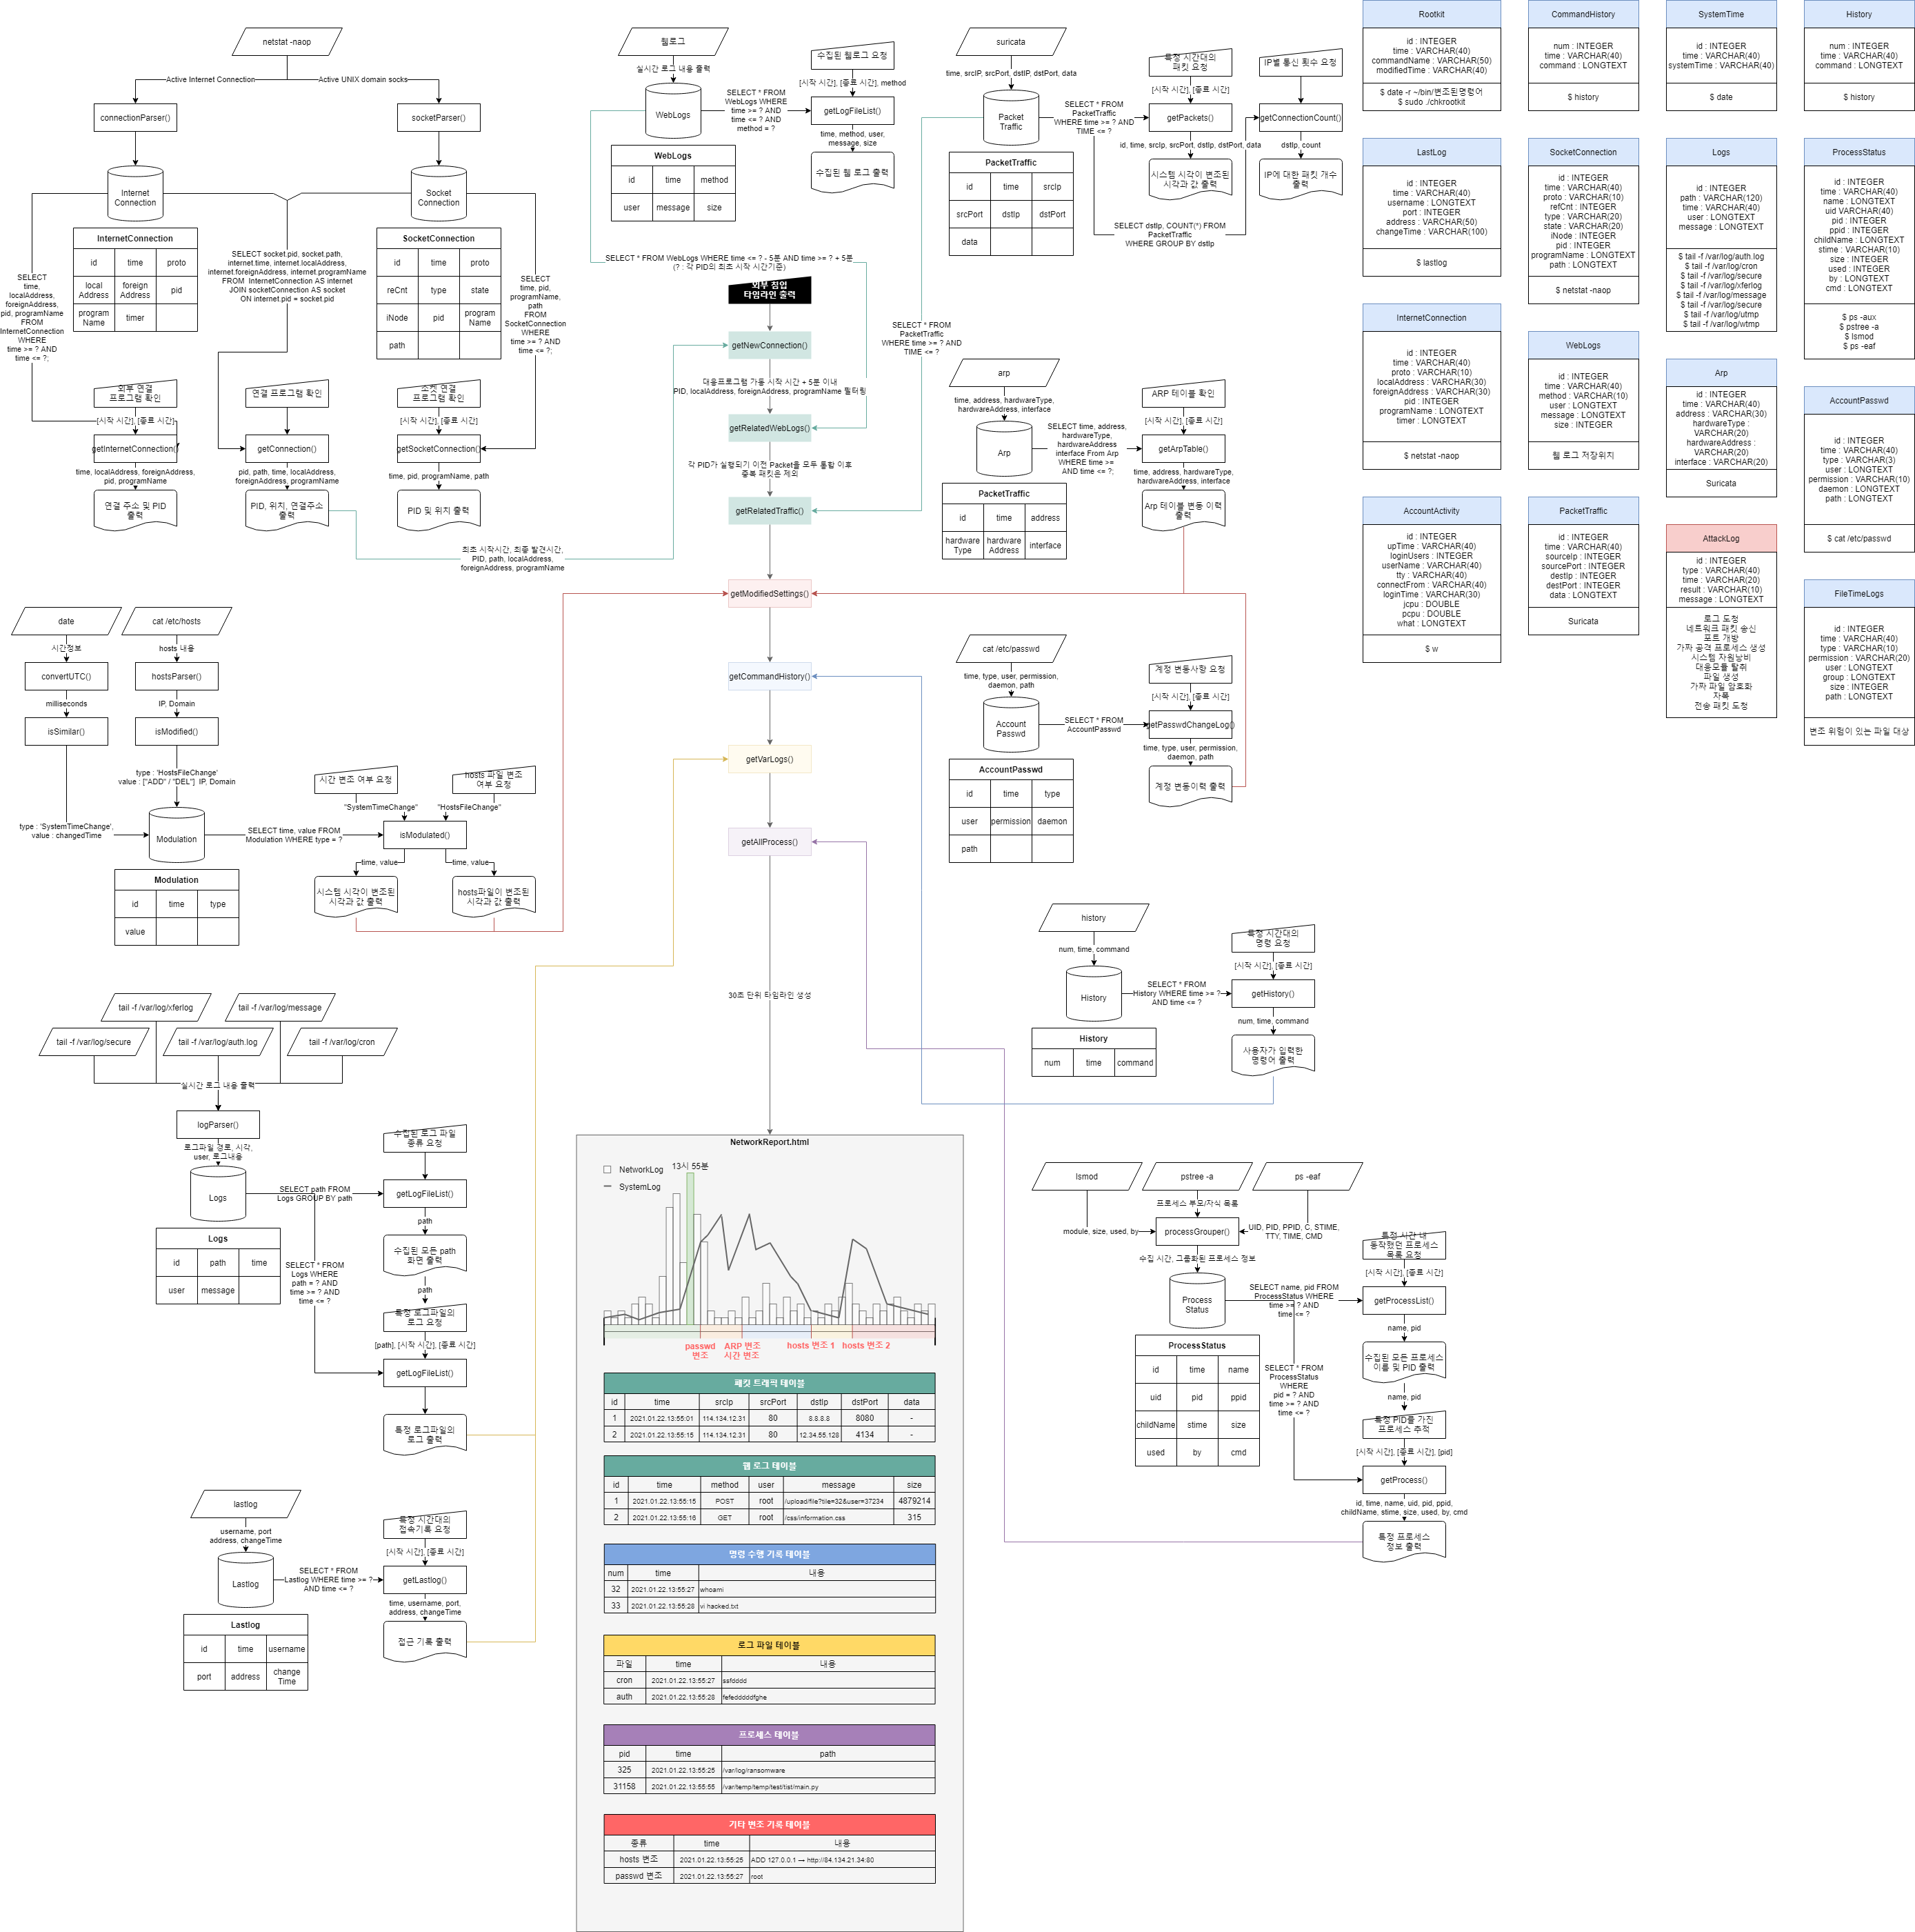 netstat -naop
Active Internet Connection
Active UNIX domain socks
connectionParser()
socketParser()
Internet
Connection
Socket
Connection
InternetConnection
id time proto
local
Address
foreign
Address
pid
program
Name
timer
SocketConnection
id time proto
reCnt type state
iNode pid program
Name
path
SELECT
time,
localAddress,
foreignAddress,
pid, programName
FROM
InternetConnection
WHERE
time >= ? AND
time <= ?;
SELECT socket.pid, socket.path,
internet.time, internet.localAddress,
internet.foreignAddress, internet.programName
FROM  InternetConnection AS internet
JOIN socketConnection AS socket
ON internet.pid = socket.pid
SELECT
time, pid,
programName,
path
FROM
SocketConnection
WHERE
time >= ? AND
time <= ?;
외부 연결
프로그램 확인
[시작 시간], [종료 시간]
getInternetConnection()
time, localAddress, foreignAddress,
pid, programName
연결 주소 및 PID
출력
연결 프로그램 확인
[시작 시간], [종료 시간]
getConnection()
pid, path, time, localAddress,
foreignAddress, programName
PID, 위치, 연결주소
출력
소켓 연결
프로그램 확인
[시작 시간], [종료 시간]
getSocketConnection()
time, pid, programName, path
PID 및 위치 출력
웹로그
실시간 로그 내용 출력
WebLogs
SELECT * FROM
WebLogs WHERE
time >= ? AND
time <= ? AND
method = ?
수집된 웹로그 요청
[시작 시간], [종료 시간], method
getLogFileList()
time, method, user,
message, size
수집된 웹 로그 출력
WebLogs
id time method
user message size
SELECT * FROM WebLogs WHERE time <= ? - 5분 AND time >= ? + 5분
(? : 각 PID의 최초 시작 시간기준)
외부 침입
타임라인 출력
getNewConnection()
대응프로그램 가동 시작 시간 + 5분 이내
PID, localAddress, foreignAddress, programName 필터링
getRelatedWebLogs()
각 PID가 실행되기 이전 Packet을 모두 통합 이후
중복 패킷은 제외
getRelatedTraffic()
최초 시작시간, 최종 발견시간,
PID, path, localAddress,
foreignAddress, programName
getModifiedSettings()
getCommandHistory()
getVarLogs()
getAllProcess()
30초 단위 타임라인 생성
suricata
time, srcIP, srcPort, dstIP, dstPort, data
Packet
Traffic
SELECT * FROM
PacketTraffic
WHERE time >= ? AND
TIME <= ?
특정 시간대의
패킷 요청
[시작 시간], [종료 시간]
getPackets()
id, time, srcIp, srcPort, dstIp, dstPort, data
시스템 시각이 변조된
시각과 값 출력
IP별 통신 횟수 요청
getConnectionCount()
dstIp, count
IP에 대한 패킷 개수
출력
PacketTraffic
id time srcIp
srcPort dstIp dstPort
data
SELECT dstIp, COUNT(*) FROM
PacketTraffic
WHERE GROUP BY dstIp
SELECT * FROM
PacketTraffic
WHERE time >= ? AND
TIME <= ?
arp
time, address, hardwareType,
hardwareAddress, interface
Arp
SELECT time, address,
hardwareType,
hardwareAddress
interface From Arp
WHERE time >=
AND time <= ?;
ARP 테이블 확인
[시작 시간], [종료 시간]
getArpTable()
time, address, hardwareType,
hardwareAddress, interface
Arp 테이블 변동 이력
출력
PacketTraffic
id time address
hardware
Type
hardware
Address
interface
cat /etc/passwd
time, type, user, permission,
daemon, path
Account
Passwd
SELECT * FROM
AccountPasswd
계정 변동사항 요청
[시작 시간], [종료 시간]
getPasswdChangeLog()
time, type, user, permission,
daemon, path
계정 변동이력 출력
AccountPasswd
id time type
user permission daemon
path
date
시간정보
convertUTC()
milliseconds
isSimilar()
cat /etc/hosts
hosts 내용
hostsParser()
IP, Domain
isModified()
type : 'HostsFileChange'
value : ["ADD" / "DEL"]  IP, Domain
type : 'SystemTimeChange',
value : changedTime
Modulation
SELECT time, value FROM
Modulation WHERE type = ?
시간 변조 여부 요청
hosts 파일 변조
여부 요청
"SystemTimeChange"
"HostsFileChange"
isModulated()
time, value
time, value
시스템 시각이 변조된
시각과 값 출력
hosts파일이 변조된
시각과 값 출력
Modulation
id time type
value
history
num, time, command
History
SELECT * FROM
History WHERE time >= ?
AND time <= ?
특정 시간대의
명령 요청
[시작 시간], [종료 시간]
getHistory()
num, time, command
사용자가 입력한
명령어 출력
History
num time command
tail -f /var/log/xferlog
tail -f /var/log/message
tail -f /var/log/secure
tail -f /var/log/auth.log
tail -f /var/log/cron
실시간 로그 내용 출력
logParser()
로그파일 경로, 시각,
user, 로그내용
Logs
SELECT path FROM
Logs GROUP BY path
수집된 로그 파일
종류 요청
getLogFileList()
path
수집된 모든 path
화면 출력
path
특정 로그파일의
로그 요청
[path], [시작 시간], [종료 시간]
getLogFileList()
특정 로그파일의
로그 출력
Logs
id path time
user message
SELECT * FROM
Logs WHERE
path = ? AND
time >= ? AND
time <= ?
lastlog
username, port
address, changeTime
Lastlog
SELECT * FROM
Lastlog WHERE time >= ?
AND time <= ?
특정 시간대의
접속기록 요청
[시작 시간], [종료 시간]
getLastlog()
time, username, port,
address, changeTime
접근 기록 출력
Lastlog
id time username
port address change
Time
lsmod
pstree -a
ps -eaf
프로세스 부모/자식 목록
module, size, used, by
processGrouper()
UID, PID, PPID, C, STIME,
TTY, TIME, CMD
수집 시간, 그룹화된 프로세스 정보
Process
Status
SELECT name, pid FROM
ProcessStatus WHERE
time >= ? AND
time <= ?
특정 시간 내
동작했던 프로세스
목록 요청
[시작 시간], [종료 시간]
getProcessList()
name, pid
수집된 모든 프로세스
이름 및 PID 출력
name, pid
특정 PID를 가진
프로세스 추적
[시작 시간], [종료 시간], [pid]
getProcess()
id, time, name, uid, pid, ppid,
childName, stime, size, used, by, cmd
특정 프로세스
정보 출력
ProcessStatus
id time name
uid pid ppid
childName stime size
used by cmd
SELECT * FROM
ProcessStatus
WHERE
pid = ? AND
time >= ? AND
time <= ?
NetworkReport.html
NetworkLog
SystemLog
13시 55분
passwd
변조
ARP 변조
시간 변조
hosts 변조 1
hosts 변조 2
패킷 트래픽 테이블
id time srcIp srcPort dstIp dstPort data
1 2021.01.22.13:55:01 114.134.12.31 80 8.8.8.8 8080 -
2 2021.01.22.13:55:15 114.134.12.31 80 12.34.55.128 4134 -
웹 로그 테이블
id time method user message size
1 2021.01.22.13:55:15 POST root /upload/file?tile=32&user=37234 4879214
2 2021.01.22.13:55:16 GET root /css/information.css 315
명령 수행 기록 테이블
num time 내용
32 2021.01.22.13:55:27 whoami
33 2021.01.22.13:55:28 vi hacked.txt
로그 파일 테이블
파일 time 내용
cron 2021.01.22.13:55:27 ssfdddd
auth 2021.01.22.13:55:28 fefedddddfghe
프로세스 테이블
pid time path
325 2021.01.22.13:55:25 /var/log/ransomware
31158 2021.01.22.13:55:55 /var/temp/temp/test/tist/main.py
기타 변조 기록 테이블
종류 time 내용
hosts 변조 2021.01.22.13:55:25 ADD 127.0.0.1 → http://84.134.21.34:80
passwd 변조 2021.01.22.13:55:27 root
Rootkit
id : INTEGER
time : VARCHAR(40)
commandName : VARCHAR(50)
modifiedTime : VARCHAR(40)
$ date -r ~/bin/변조된명령어
$ sudo ./chkrootkit
CommandHistory
num : INTEGER
time : VARCHAR(40)
command : LONGTEXT
$ history
SystemTime
id : INTEGER
time : VARCHAR(40)
systemTime : VARCHAR(40)
$ date
History
num : INTEGER
time : VARCHAR(40)
command : LONGTEXT
$ history
LastLog
id : INTEGER
time : VARCHAR(40)
username : LONGTEXT
port : INTEGER
address : VARCHAR(50)
changeTime : VARCHAR(100)
$ lastlog
SocketConnection
id : INTEGER
time : VARCHAR(40)
proto : VARCHAR(10)
refCnt : INTEGER
type : VARCHAR(20)
state : VARCHAR(20)
iNode : INTEGER
pid : INTEGER
programName : LONGTEXT
path : LONGTEXT
$ netstat -naop
Logs
id : INTEGER
path : VARCHAR(120)
time : VARCHAR(40)
user : LONGTEXT
message : LONGTEXT
$ tail -f /var/log/auth.log
$ tail -f /var/log/cron
$ tail -f /var/log/secure
$ tail -f /var/log/xferlog
$ tail -f /var/log/message
$ tail -f /var/log/secure
$ tail -f /var/log/utmp
$ tail -f /var/log/wtmp
ProcessStatus
id : INTEGER
time : VARCHAR(40)
name : LONGTEXT
uid VARCHAR(40)
pid : INTEGER
ppid : INTEGER
childName : LONGTEXT
stime : VARCHAR(10)
size : INTEGER
used : INTEGER
by : LONGTEXT
cmd : LONGTEXT
$ ps -aux
$ pstree -a
$ lsmod
$ ps -eaf
InternetConnection
id : INTEGER
time : VARCHAR(40)
proto : VARCHAR(10)
localAddress : VARCHAR(30)
foreignAddress : VARCHAR(30)
pid : INTEGER
programName : LONGTEXT
timer : LONGTEXT
$ netstat -naop
WebLogs
id : INTEGER
time : VARCHAR(40)
method : VARCHAR(10)
user : LONGTEXT
message : LONGTEXT
size : INTEGER
웹 로그 저장위치
Arp
id : INTEGER
time : VARCHAR(40)
address : VARCHAR(30)
hardwareType :
VARCHAR(20)
hardwareAddress :
VARCHAR(20)
interface : VARCHAR(20)
Suricata
AccountPasswd
id : INTEGER
time : VARCHAR(40)
type : VARCHAR(3)
user : LONGTEXT
permission : VARCHAR(10)
daemon : LONGTEXT
path : LONGTEXT
$ cat /etc/passwd
AccountActivity
id : INTEGER
upTime : VARCHAR(40)
loginUsers : INTEGER
userName : VARCHAR(40)
tty : VARCHAR(40)
connectFrom : VARCHAR(40)
loginTime : VARCHAR(30)
jcpu : DOUBLE
pcpu : DOUBLE
what : LONGTEXT
$ w
PacketTraffic
id : INTEGER
time : VARCHAR(40)
sourceIp : INTEGER
sourcePort : INTEGER
destIp : INTEGER
destPort : INTEGER
data : LONGTEXT
Suricata
AttackLog
id : INTEGER
type : VARCHAR(40)
time : VARCHAR(20)
result : VARCHAR(10)
message : LONGTEXT
로그 도청
네트워크 패킷 송신
포트 개방
가짜 공격 프로세스 생성
시스템 자원낭비
대응모듈 탈취
파일 생성
가짜 파일 암호화
자폭
전송 패킷 도청
FileTimeLogs
id : INTEGER
time : VARCHAR(40)
type : VARCHAR(10)
permission : VARCHAR(20)
user : LONGTEXT
group : LONGTEXT
size : INTEGER
path : LONGTEXT
변조 위험이 있는 파일 대상